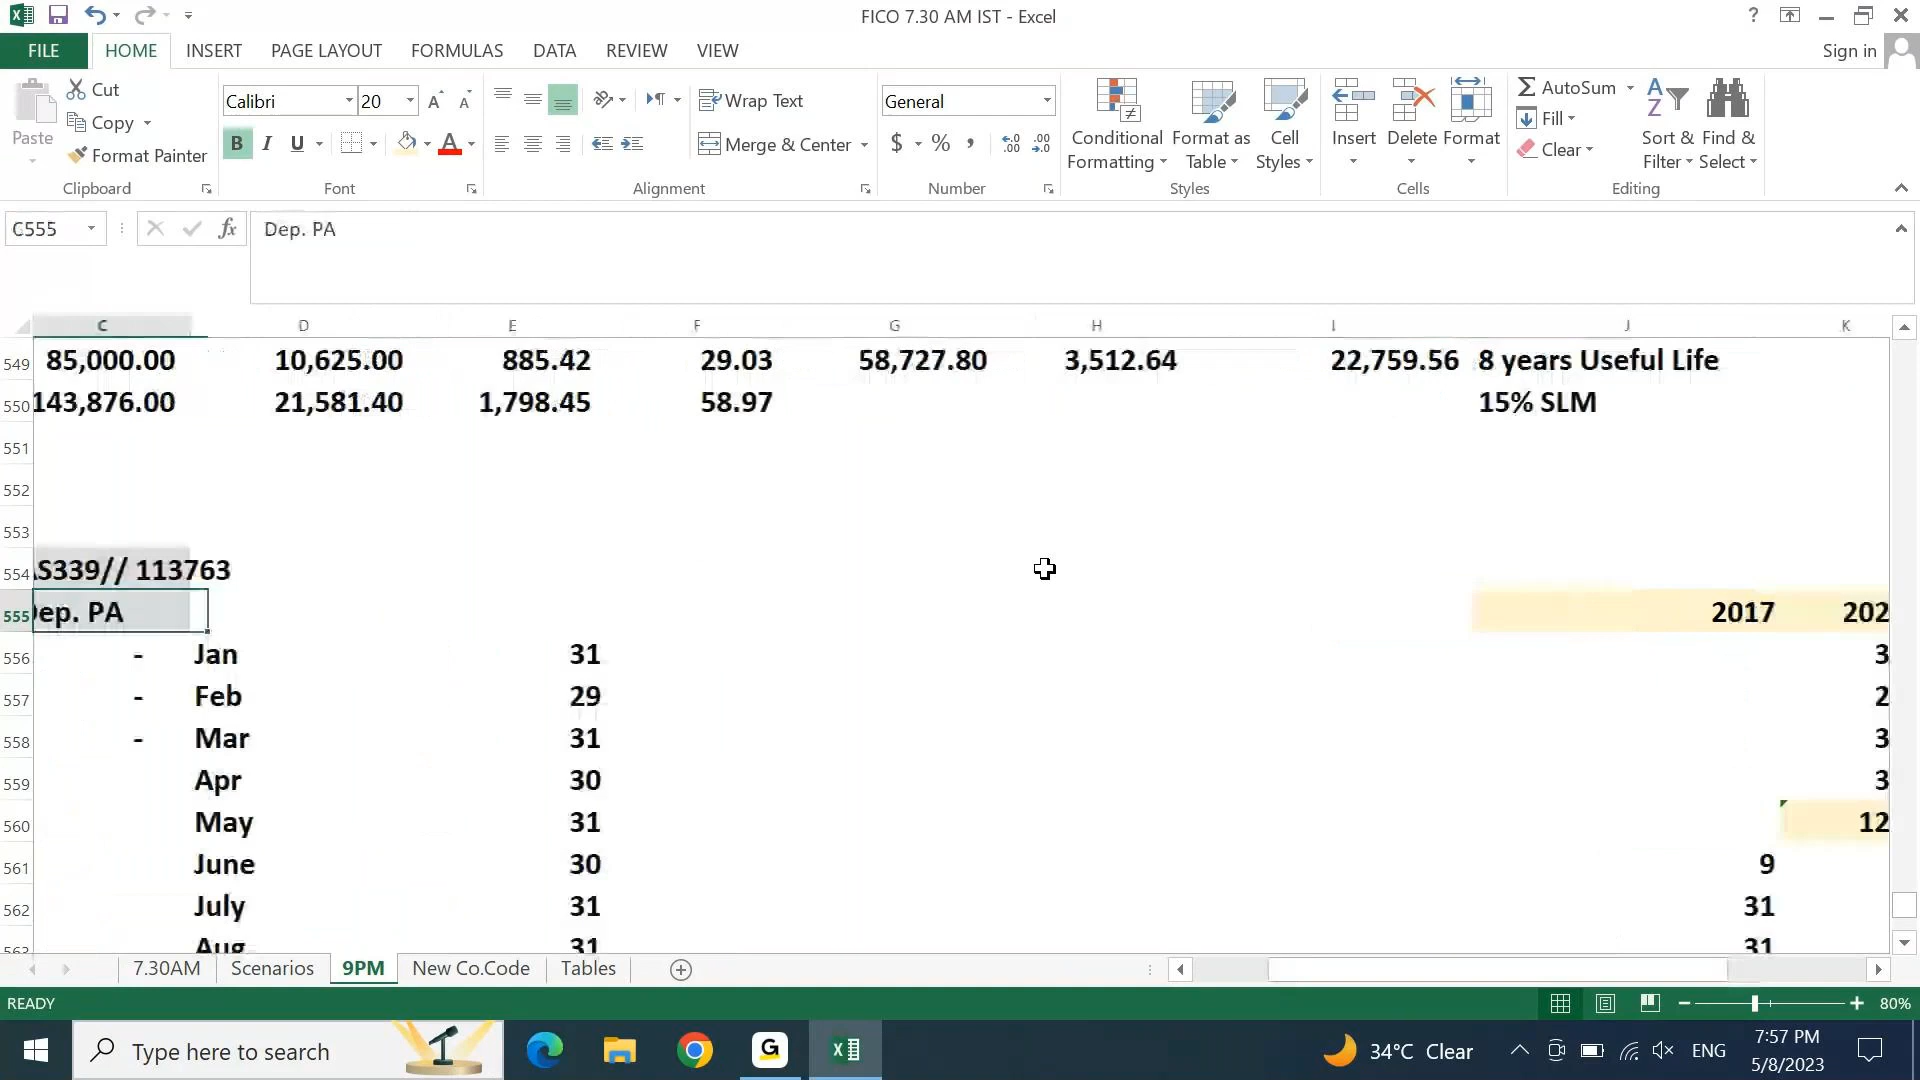 FICO 7.30 AM IST - Excel
FILE HOME INSERT PAGE LAYOUT FORMULAS DATA REVIEW VIEW Sign in
Paste Cut Copy Format Painter Clipboard
Calibri 20 B I U Font
Wrap Text Merge & Center Alignment
General $ % , Number
Conditional Formatting Format as Table Cell Styles Styles
Insert Delete Format Cells
AutoSum Fill Clear Sort & Filter Find & Select Editing
C555 fx Dep. PA
C D E F G H I J K
549 85,000.00 10,625.00 885.42 29.03 58,727.80 3,512.64 22,759.56 8 years Useful Life
550 143,876.00 21,581.40 1,798.45 58.97 15% SLM
551
552
553
554 AS339// 113763
555 Dep. PA 2017 202
556 - Jan 31 3
557 - Feb 29 2
558 - Mar 31 3
559 Apr 30 3
560 May 31 12
561 June 30 9
562 July 31 31
563 Aug 31 31
7.30AM Scenarios 9PM New Co.Code Tables
READY 80%
Type here to search 34°C Clear ENG 7:57 PM
5/8/2023